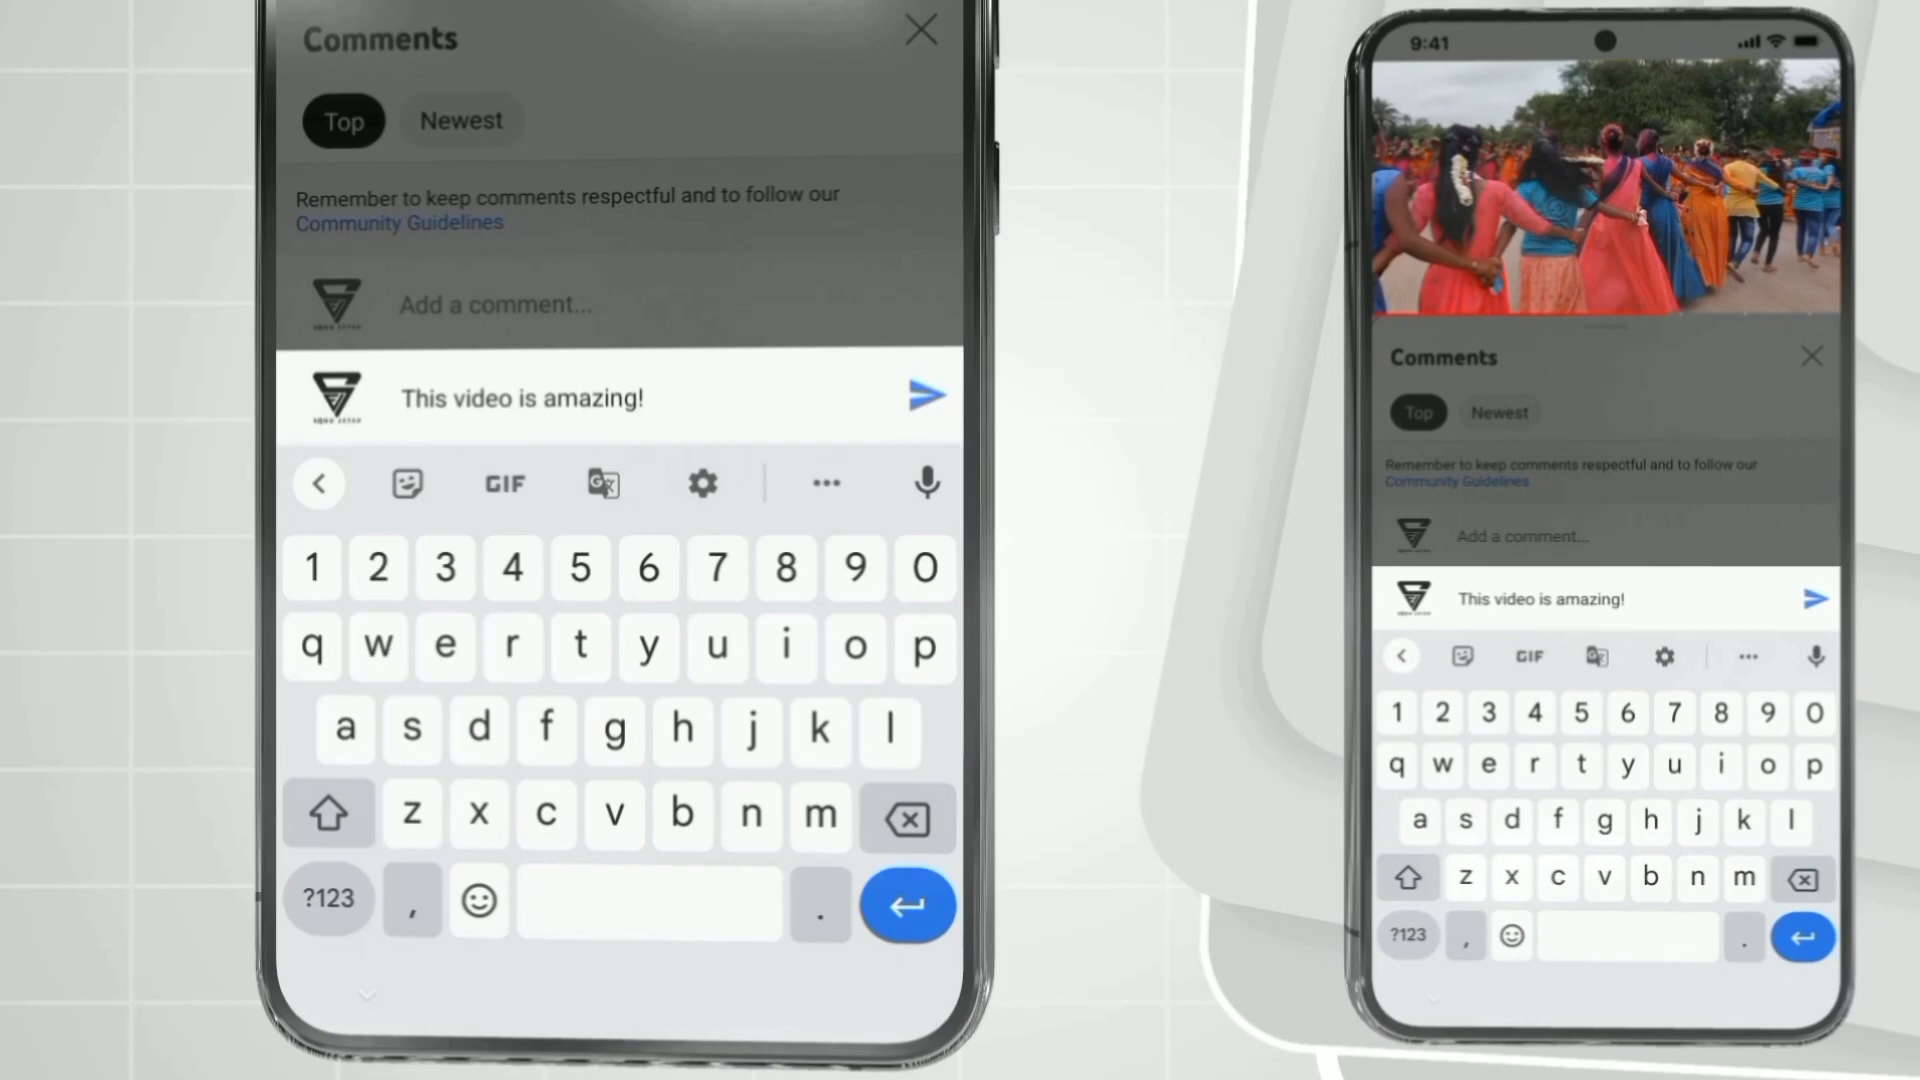 Comments
Top Newest
Remember to keep comments respectful and to follow our
Community Guidelines
Add a comment...
This video is amazing!
GIF
1 2 3 4 5 6 7 8 9 0
q w e r t y u i o p
a s d f g h j k l
z x c v b n m
?123 , .
9:41
Comments
Top Newest
Remember to keep comments respectful and to follow our
Community Guidelines
Add a comment...
This video is amazing!
GIF
1 2 3 4 5 6 7 8 9 0
q w e r t y u i o p
a s d f g h j k l
z x c v b n m
?123 , .